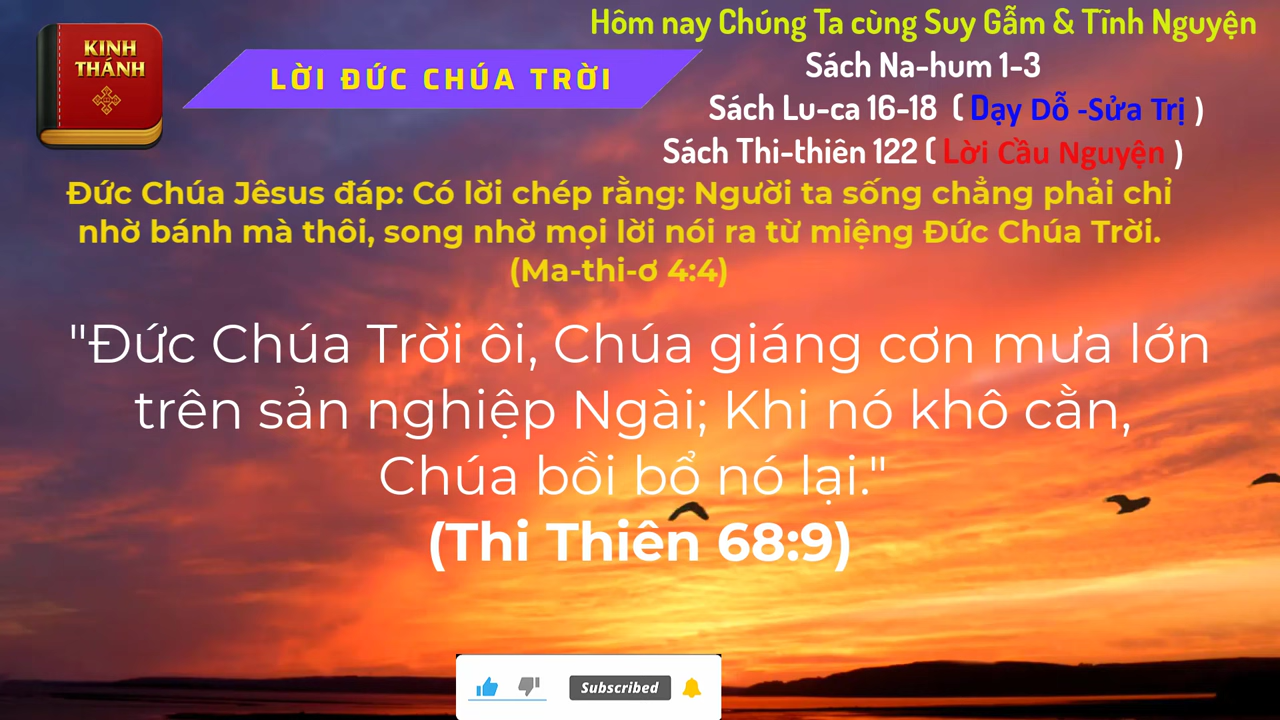 KINH
THÁNH
LỜI ĐỨC CHÚA TRỜI
Hôm nay Chúng Ta cùng Suy Gẫm & Tĩnh Nguyện
Sách Na-hum 1-3
Sách Lu-ca 16-18 ( Dạy Dỗ -Sửa Trị )
Sách Thi-thiên 122 ( Lời Cầu Nguyện )
Đức Chúa Jêsus đáp: Có lời chép rằng: Người ta sống chẳng phải chỉ
nhờ bánh mà thôi, song nhờ mọi lời nói ra từ miệng Đức Chúa Trời.
(Ma-thi-ơ 4:4)
"Đức Chúa Trời ôi, Chúa giáng cơn mưa lớn
trên sản nghiệp Ngài; Khi nó khô cằn,
Chúa bồi bổ nó lại."
(Thi Thiên 68:9)
Subscribed